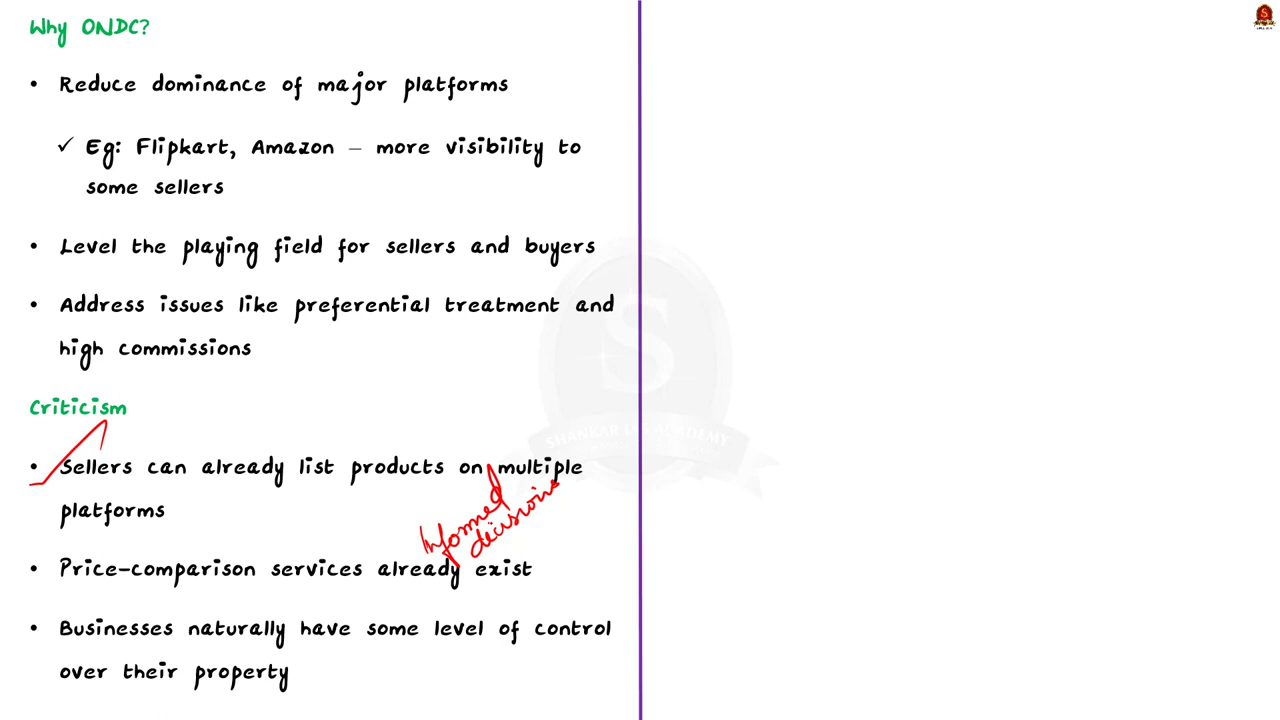 Why ONDC?
• Reduce dominance of major platforms
✓ Eg: Flipkart, Amazon – more visibility to
some sellers
• Level the playing field for sellers and buyers
• Address issues like preferential treatment and
high commissions
Criticism
• Sellers can already list products on multiple
platforms
Informed
decisions
• Price-comparison services already exist
• Businesses naturally have some level of control
over their property
SHANKAR IAS ACADEMY